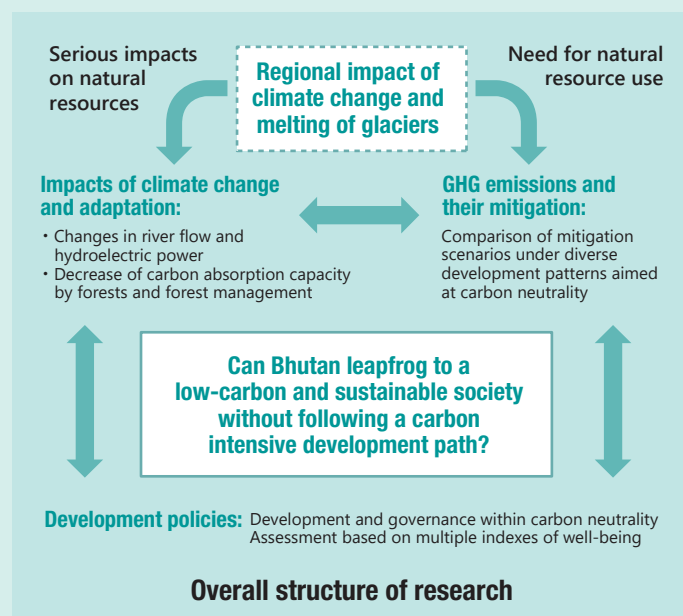 Serious impacts
on natural
resources
Regional impact of
climate change and
melting of glaciers
Need for natural
resource use
Impacts of climate change
and adaptation:
・Changes in river flow and
hydroelectric power
・Decrease of carbon absorption capacity
by forests and forest management
GHG emissions and
their mitigation:
Comparison of mitigation
scenarios under diverse
development patterns aimed
at carbon neutrality
Can Bhutan leapfrog to a
low-carbon and sustainable society
without following a carbon
intensive development path?
Development policies: Development and governance within carbon neutrality
Assessment based on multiple indexes of well-being
Overall structure of research